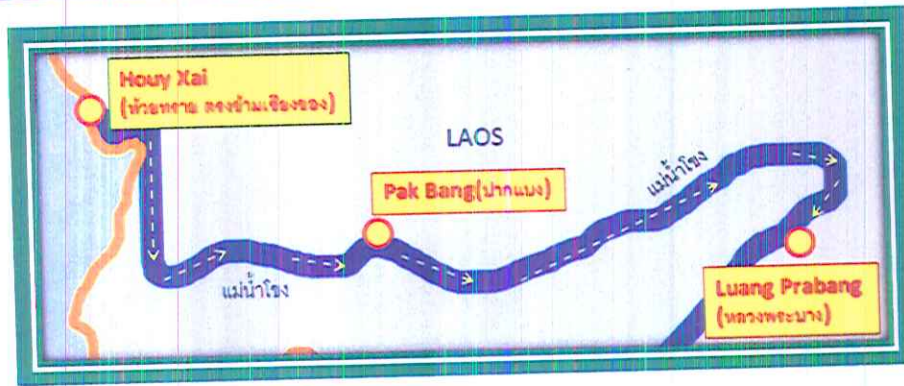 Houy Xai
(ห้วยทราย ตรงข้ามเชียงของ)
LAOS
Pak Bang(ปากแบง)
แม่น้ำโขง
แม่น้ำโขง
Luang Prabang
(หลวงพระบาง)